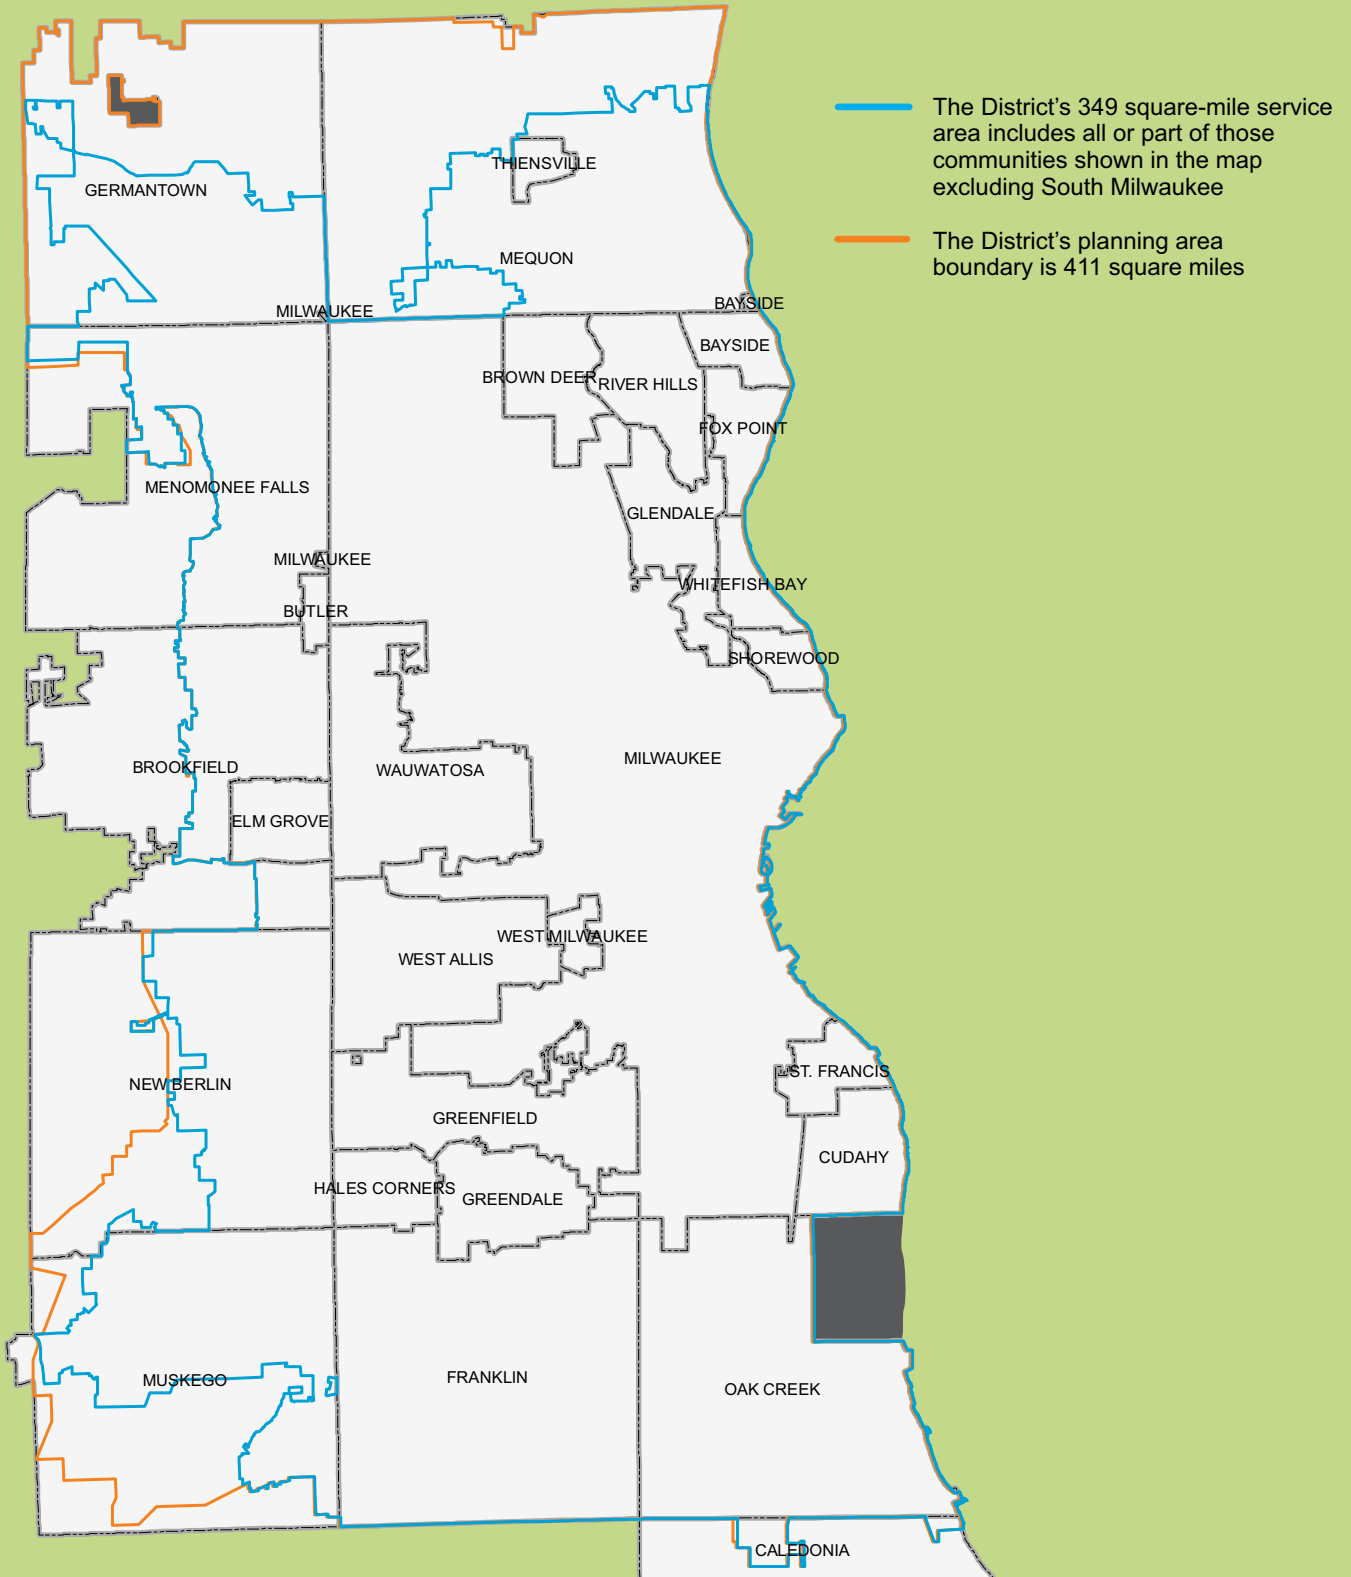 The District's 349 square-mile service
area includes all or part of those
communities shown in the map
excluding South Milwaukee
The District's planning area
boundary is 411 square miles
THIENSVILLE
GERMANTOWN
MEQUON
BAYSIDE
MILWAUKEE
BAYSIDE
BROWN DEER
RIVER HILLS
FOX POINT
MENOMONEE FALLS
GLENDALE
MILWAUKEE
WHITEFISH BAY
BUTLER
SHOREWOOD
MILWAUKEE
BROOKFIELD
WAUWATOSA
ELM GROVE
WEST MILWAUKEE
WEST ALLIS
ST. FRANCIS
NEW BERLIN
GREENFIELD
CUDAHY
HALES CORNERS
GREENDALE
FRANKLIN
MUSKEGO
OAK CREEK
CALEDONIA